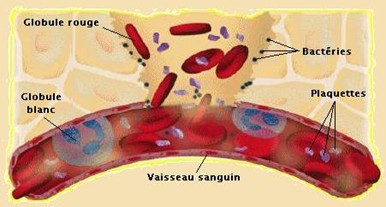 Globule rouge
Bactéries
Plaquettes
Globule
blanc
Vaisseau sanguin